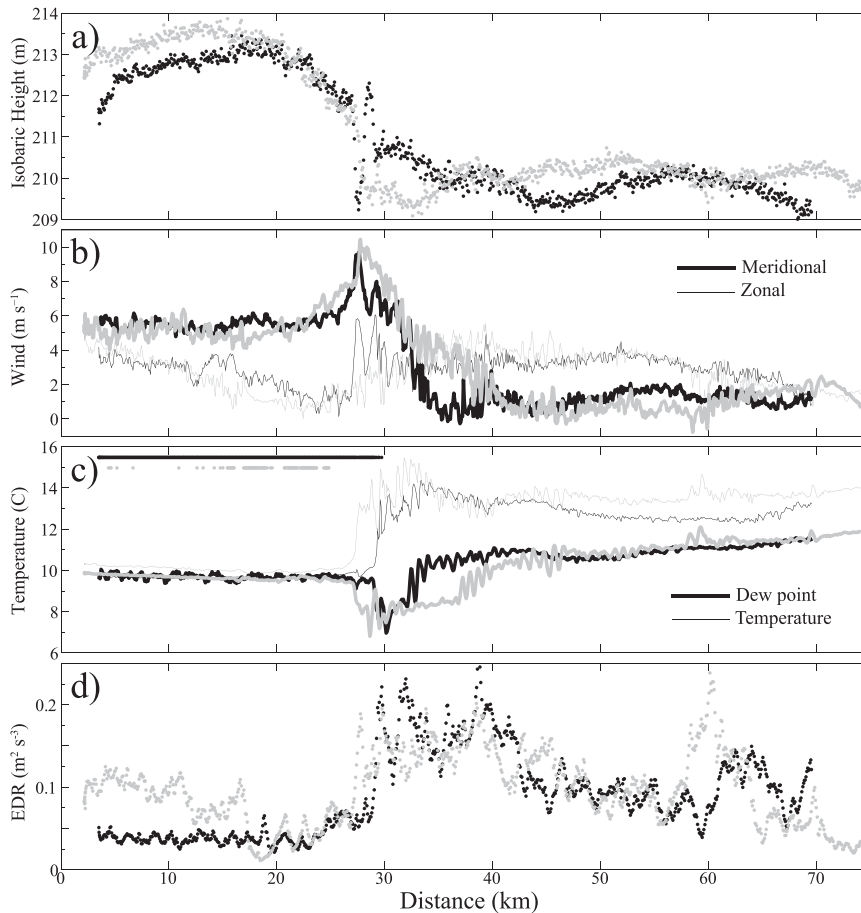 a)
Isobaric Height (m)
214
213
212
211
210
209
b)
Wind (m s⁻¹)
10
8
6
4
2
0
Meridional
Zonal
c)
Temperature (C)
16
14
12
10
8
6
Dew point
Temperature
d)
EDR (m² s⁻³)
0.2
0.1
0
0 10 20 30 40 50 60 70
Distance (km)